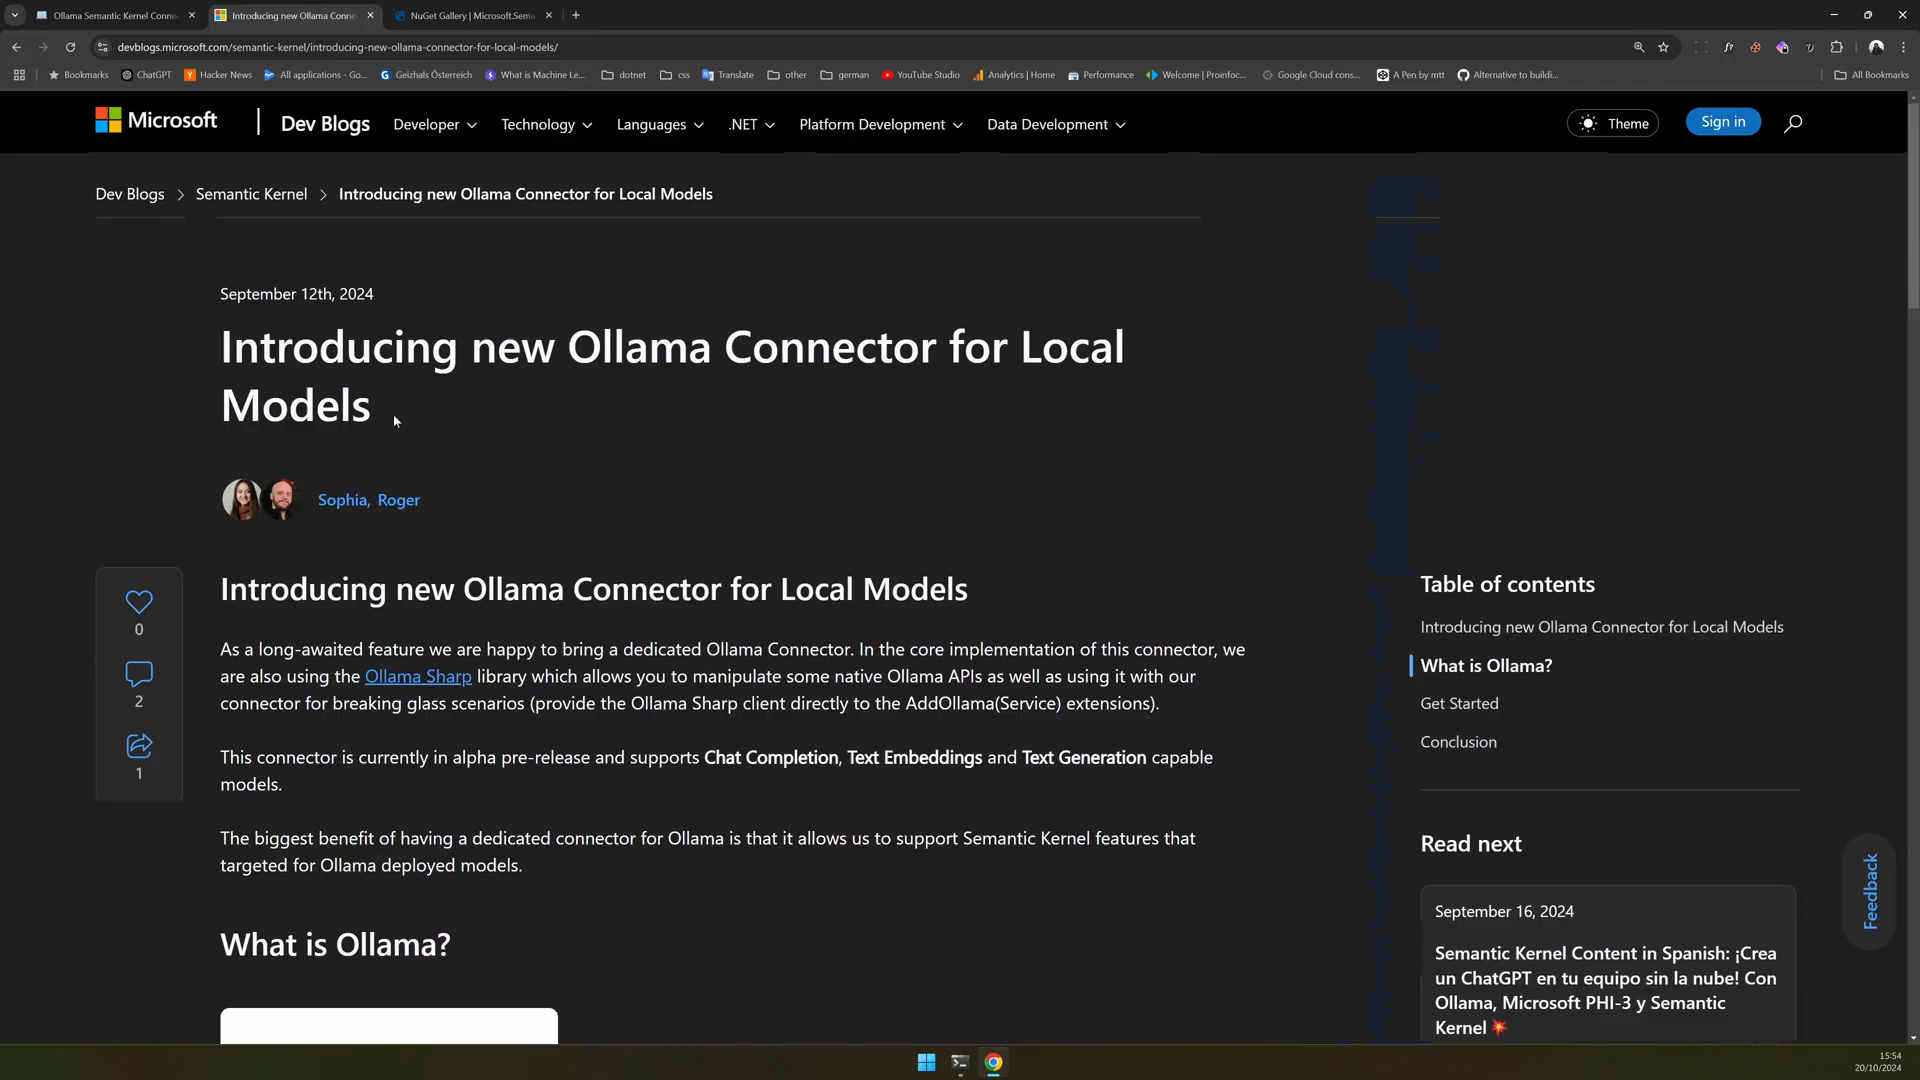 Ollama Semantic Kernel Conne
Introducing new Ollama Conne
NuGet Gallery | Microsoft.Sema
devblogs.microsoft.com/semantic-kernel/introducing-new-ollama-connector-for-local-models/
Bookmarks
ChatGPT
Hacker News
All applications - Go...
Geizhals Österreich
What is Machine Le...
dotnet
css
Translate
other
german
YouTube Studio
Analytics | Home
Performance
Welcome | Proinfoc...
Google Cloud cons...
A Pen by mtt
Alternative to buildi...
All Bookmarks
Microsoft
Dev Blogs
Developer
Technology
Languages
.NET
Platform Development
Data Development
Theme
Sign in
Dev Blogs > Semantic Kernel > Introducing new Ollama Connector for Local Models
September 12th, 2024
Introducing new Ollama Connector for Local
Models
Sophia, Roger
0
2
1
Introducing new Ollama Connector for Local Models
As a long-awaited feature we are happy to bring a dedicated Ollama Connector. In the core implementation of this connector, we
are also using the Ollama Sharp library which allows you to manipulate some native Ollama APIs as well as using it with our
connector for breaking glass scenarios (provide the Ollama Sharp client directly to the AddOllama(Service) extensions).
This connector is currently in alpha pre-release and supports Chat Completion, Text Embeddings and Text Generation capable
models.
The biggest benefit of having a dedicated connector for Ollama is that it allows us to support Semantic Kernel features that
targeted for Ollama deployed models.
What is Ollama?
Table of contents
Introducing new Ollama Connector for Local Models
What is Ollama?
Get Started
Conclusion
Read next
September 16, 2024
Semantic Kernel Content in Spanish: ¡Crea
un ChatGPT en tu equipo sin la nube! Con
Ollama, Microsoft PHI-3 y Semantic
Kernel 💥
Feedback
15:54
20/10/2024